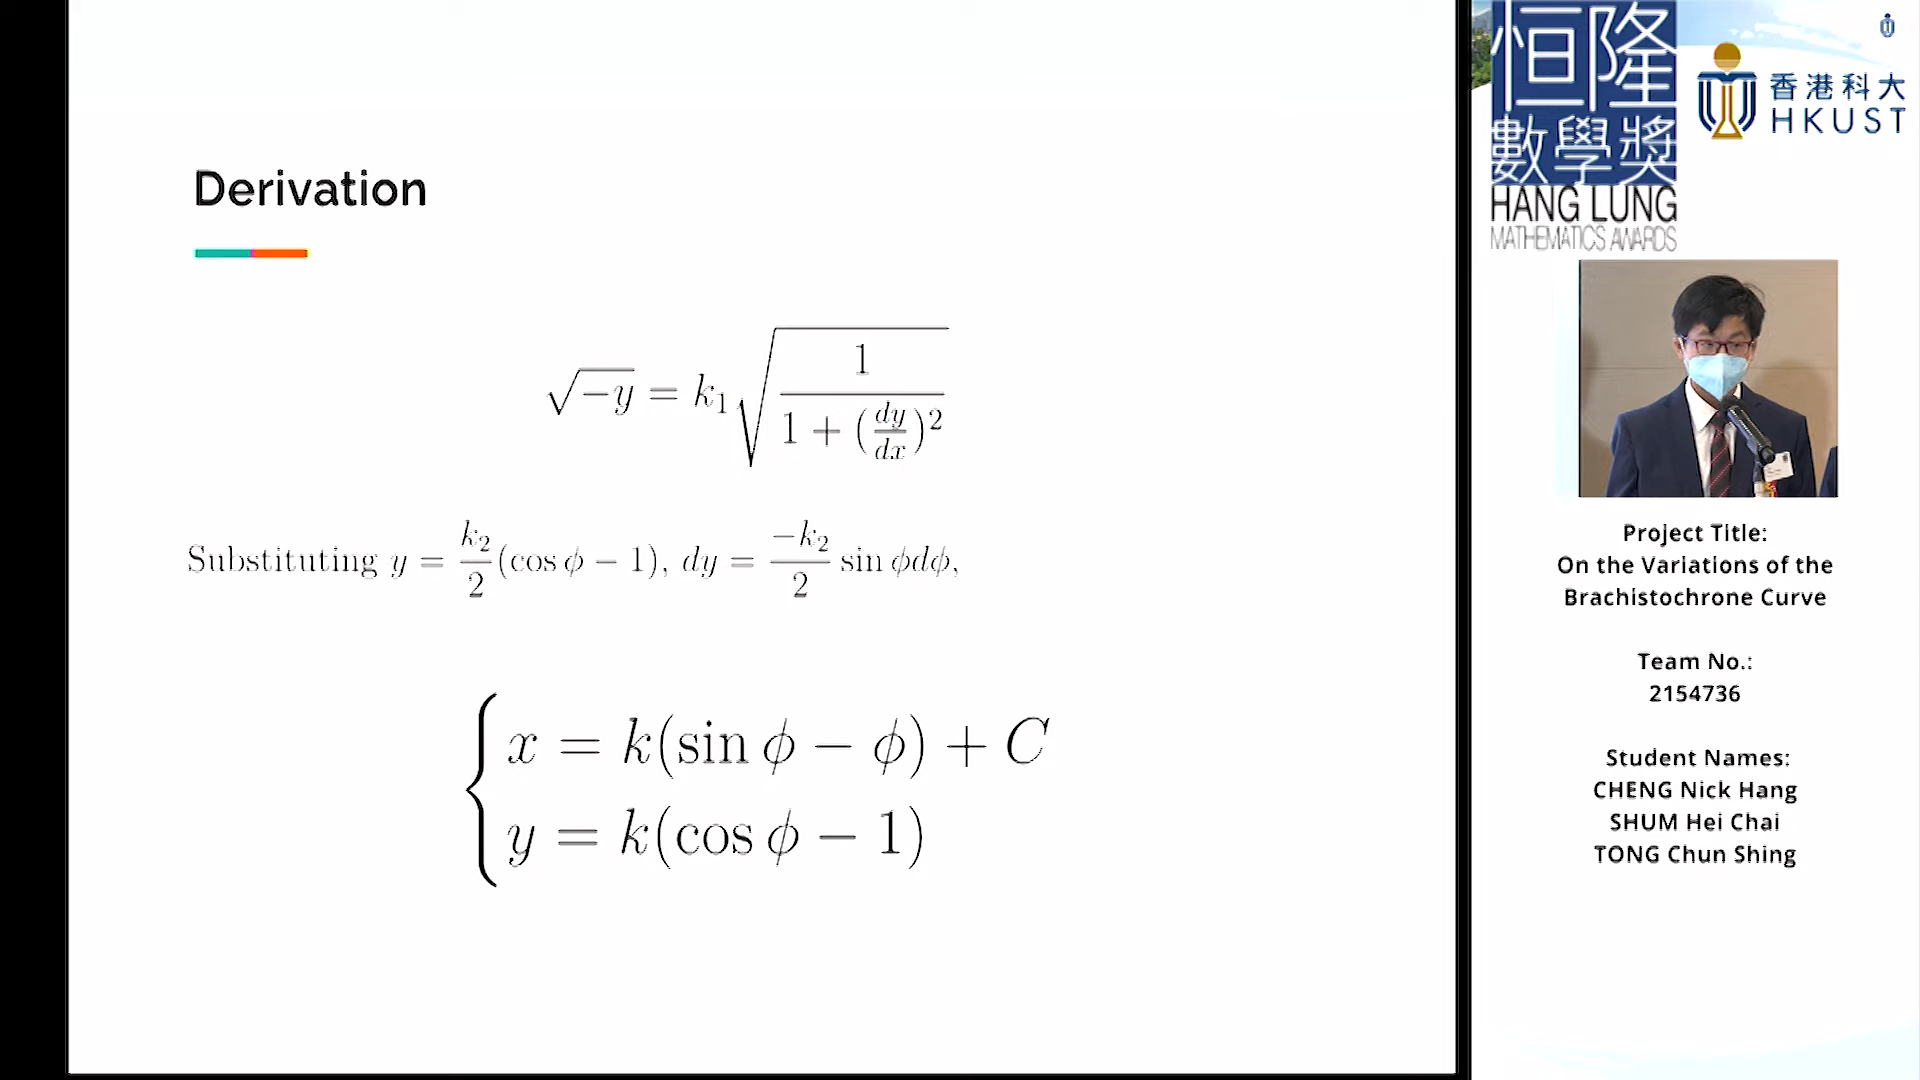 Derivation
√−y = k₁ √(1 / (1 + (dy/dx)²))
Substituting y = k₂/2 (cos ϕ − 1), dy = −k₂/2 sin ϕdϕ,
x = k(sin ϕ − ϕ) + C
y = k(cos ϕ − 1)
恒隆
數學獎
HANG LUNG
MATHEMATICS AWARDS
香港科大
HKUST
Project Title:
On the Variations of the
Brachistochrone Curve
Team No.:
2154736
Student Names:
CHENG Nick Hang
SHUM Hei Chai
TONG Chun Shing